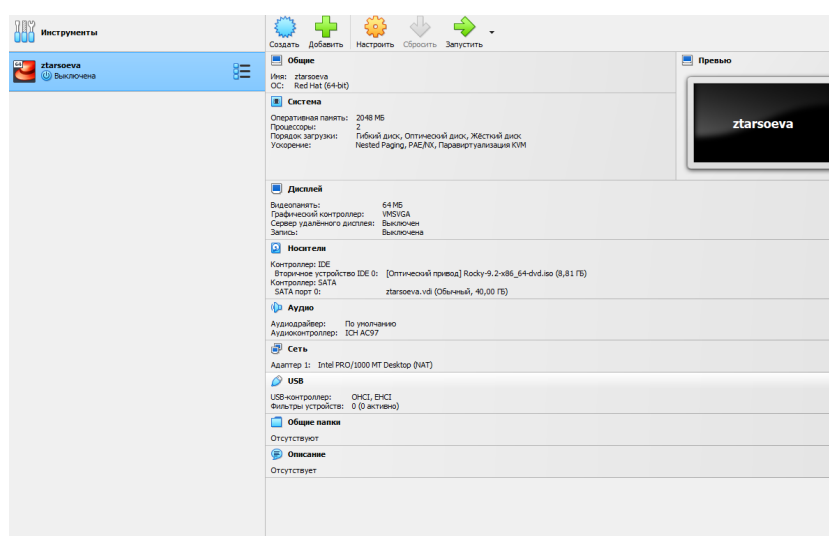 Инструменты
Создать Добавить Настроить Сбросить Запустить
64
ztarsoeva
Выключена
Общие
Имя: ztarsoeva
ОС: Red Hat (64-bit)
Превью
ztarsoeva
Система
Оперативная память: 2048 МБ
Процессоры: 2
Порядок загрузки: Гибкий диск, Оптический диск, Жёсткий диск
Ускорение: Nested Paging, PAE/NX, Паравиртуализация KVM
Дисплей
Видеопамять: 64 МБ
Графический контроллер: VMSVGA
Сервер удалённого дисплея: Выключен
Запись: Выключена
Носители
Контроллер: IDE
Вторичное устройство IDE 0: [Оптический привод] Rocky-9.2-x86_64-dvd.iso (8,81 ГБ)
Контроллер: SATA
SATA порт 0: ztarsoeva.vdi (Обычный, 40,00 ГБ)
Аудио
Аудиодрайвер: По умолчанию
Аудиоконтроллер: ICH AC97
Сеть
Адаптер 1: Intel PRO/1000 MT Desktop (NAT)
USB
USB-контроллер: OHCI, EHCI
Фильтры устройств: 0 (0 активно)
Общие папки
Отсутствуют
Описание
Отсутствует